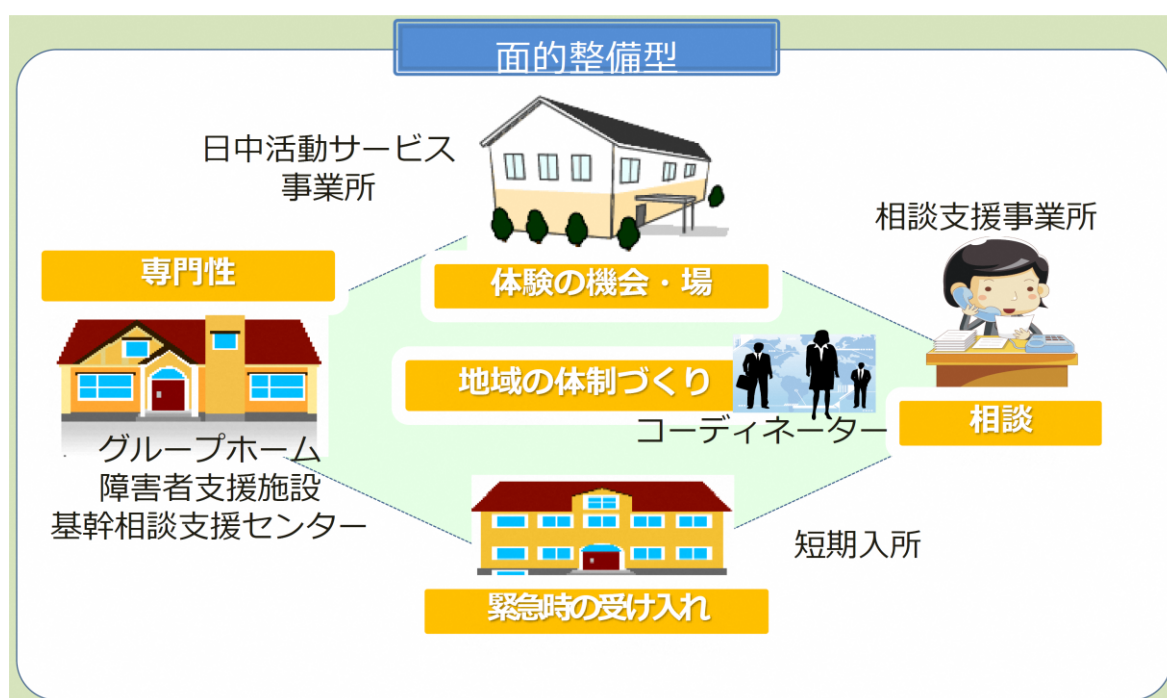 面的整備型
日中活動サービス
事業所
相談支援事業所
専門性
体験の機会・場
地域の体制づくり
コーディネーター
相談
グループホーム
障害者支援施設
基幹相談支援センター
短期入所
緊急時の受け入れ